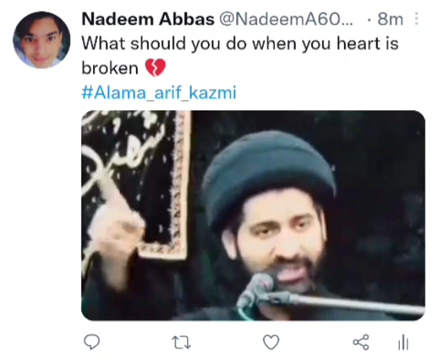 Nadeem Abbas @NadeemA60... · 8m
What should you do when you heart is
broken 💔
#Alama_arif_kazmi